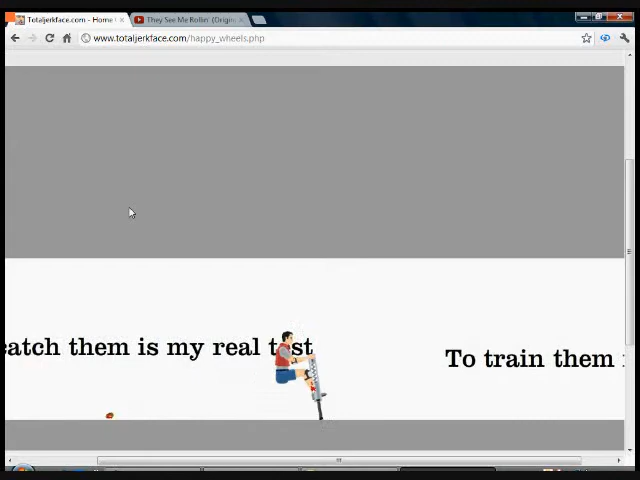 Totaljerkface.com - Home
They See Me Rollin' (Origin
www.totaljerkface.com/happy_wheels.php
catch them is my real test
To train them